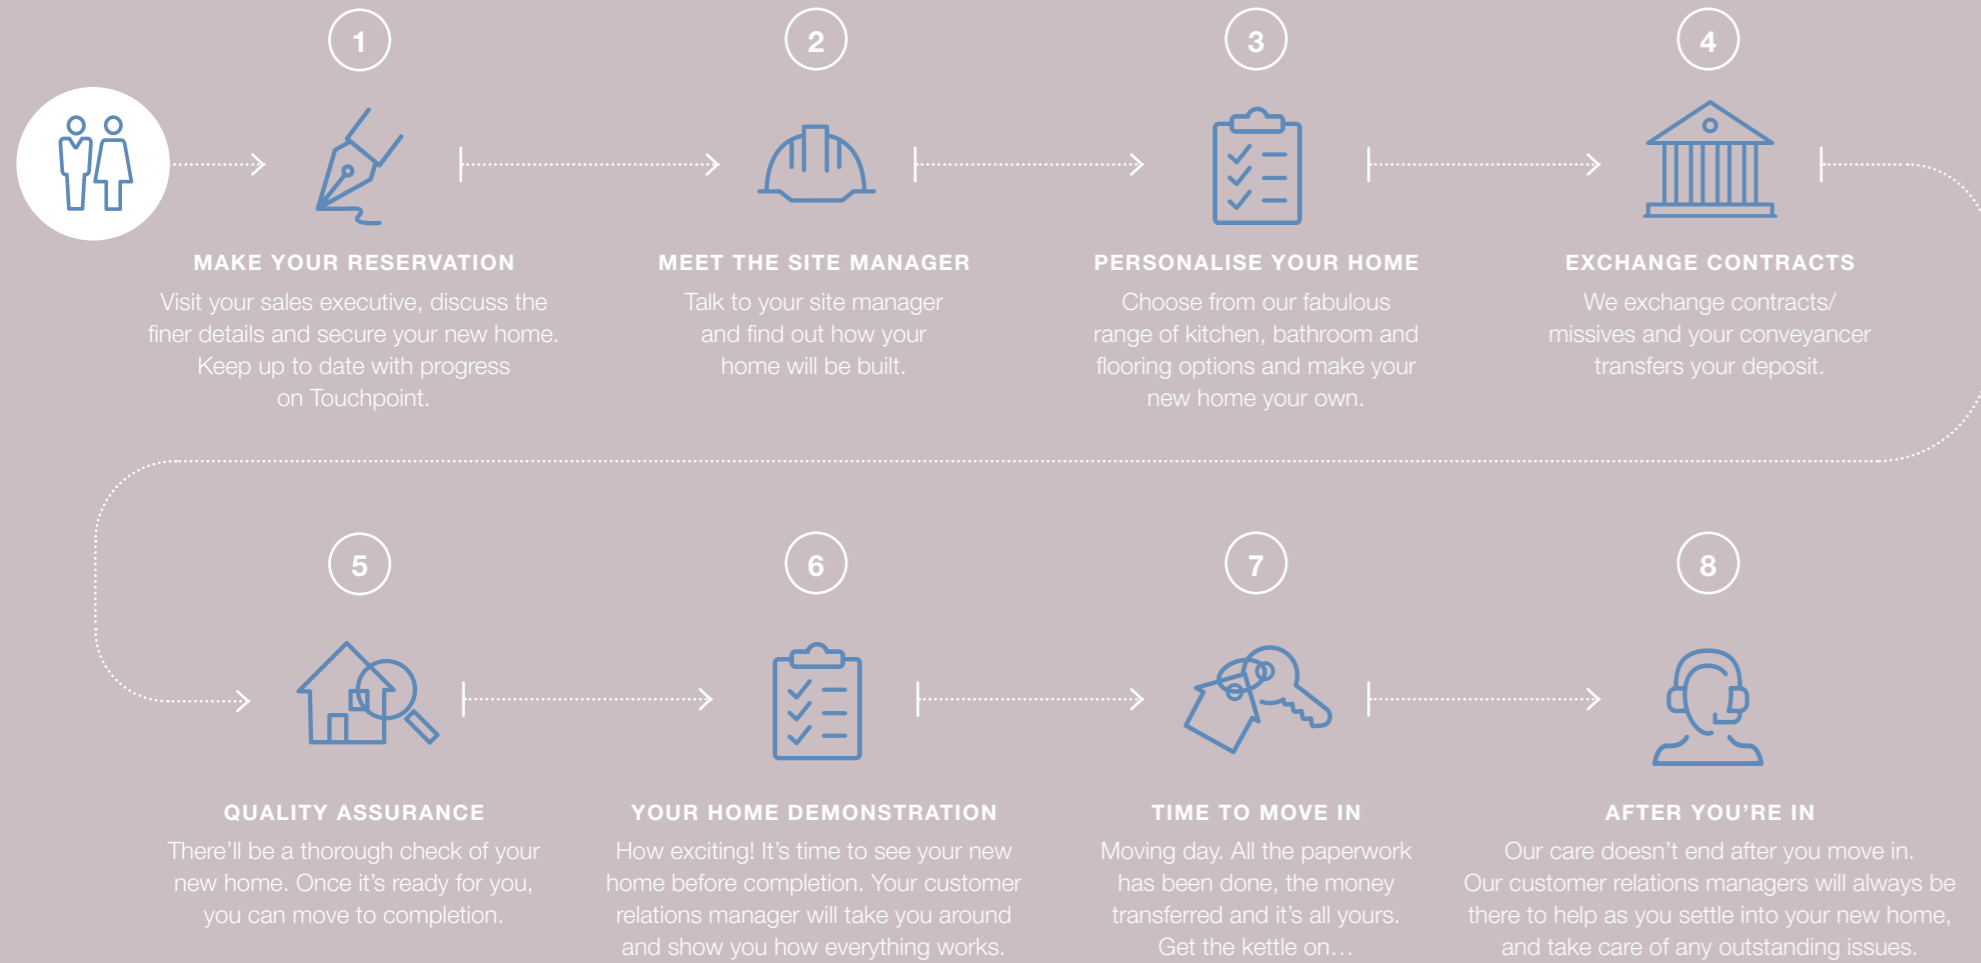 1
MAKE YOUR RESERVATION
Visit your sales executive, discuss the
finer details and secure your new home.
Keep up to date with progress
on Touchpoint.
2
MEET THE SITE MANAGER
Talk to your site manager
and find out how your
home will be built.
3
PERSONALISE YOUR HOME
Choose from our fabulous
range of kitchen, bathroom and
flooring options and make your
new home your own.
4
EXCHANGE CONTRACTS
We exchange contracts/
missives and your conveyancer
transfers your deposit.
5
QUALITY ASSURANCE
There’ll be a thorough check of your
new home. Once it’s ready for you,
you can move to completion.
6
YOUR HOME DEMONSTRATION
How exciting! It’s time to see your new
home before completion. Your customer
relations manager will take you around
and show you how everything works.
7
TIME TO MOVE IN
Moving day. All the paperwork
has been done, the money
transferred and it’s all yours.
Get the kettle on…
8
AFTER YOU’RE IN
Our care doesn’t end after you move in.
Our customer relations managers will always be
there to help as you settle into your new home,
and take care of any outstanding issues.